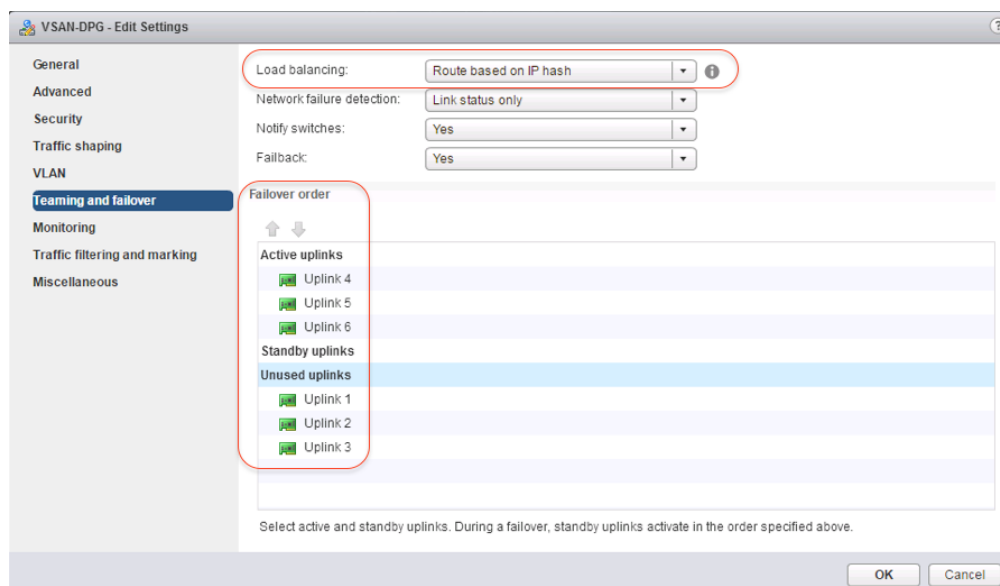 VSAN-DPG - Edit Settings
?
General
Advanced
Security
Traffic shaping
VLAN
Teaming and failover
Monitoring
Traffic filtering and marking
Miscellaneous
Load balancing: Route based on IP hash
Network failure detection: Link status only
Notify switches: Yes
Failback: Yes
Failover order
Active uplinks
Uplink 4
Uplink 5
Uplink 6
Standby uplinks
Unused uplinks
Uplink 1
Uplink 2
Uplink 3
Select active and standby uplinks. During a failover, standby uplinks activate in the order specified above.
OK Cancel